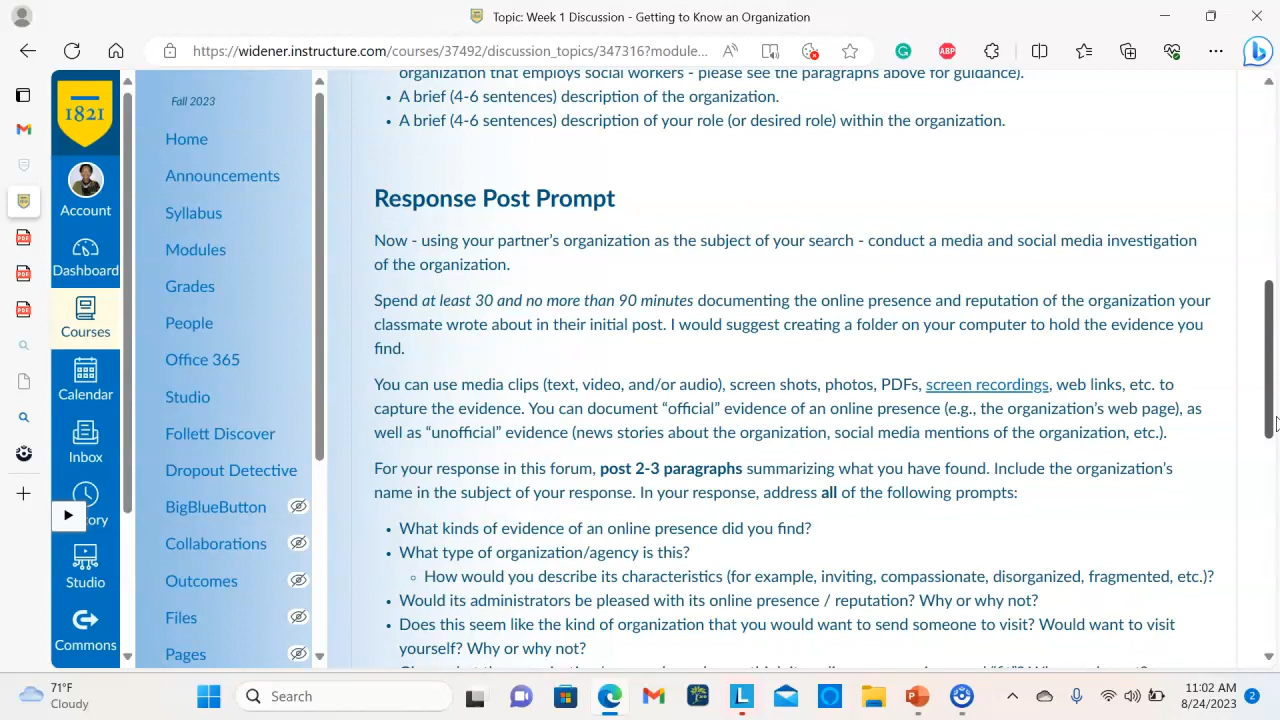 Topic: Week 1 Discussion - Getting to Know an Organization
https://widener.instructure.com/courses/37492/discussion_topics/347316?module...
ABP
1821
Account
Dashboard
Courses
Calendar
Inbox
tory
Studio
Commons
Fall 2023
Home
Announcements
Syllabus
Modules
Grades
People
Office 365
Studio
Follett Discover
Dropout Detective
BigBlueButton
Collaborations
Outcomes
Files
Pages
organization that employs social workers - please see the paragraphs above for guidance).
• A brief (4-6 sentences) description of the organization.
• A brief (4-6 sentences) description of your role (or desired role) within the organization.
Response Post Prompt
Now - using your partner's organization as the subject of your search - conduct a media and social media investigation
of the organization.
Spend at least 30 and no more than 90 minutes documenting the online presence and reputation of the organization your
classmate wrote about in their initial post. I would suggest creating a folder on your computer to hold the evidence you
find.
You can use media clips (text, video, and/or audio), screen shots, photos, PDFs, screen recordings, web links, etc. to
capture the evidence. You can document “official” evidence of an online presence (e.g., the organization's web page), as
well as “unofficial” evidence (news stories about the organization, social media mentions of the organization, etc.).
For your response in this forum, post 2-3 paragraphs summarizing what you have found. Include the organization's
name in the subject of your response. In your response, address all of the following prompts:
• What kinds of evidence of an online presence did you find?
• What type of organization/agency is this?
◦ How would you describe its characteristics (for example, inviting, compassionate, disorganized, fragmented, etc.)?
• Would its administrators be pleased with its online presence / reputation? Why or why not?
• Does this seem like the kind of organization that you would want to send someone to visit? Would want to visit
yourself? Why or why not?
71°F
Cloudy
Search
11:02 AM
8/24/2023
2